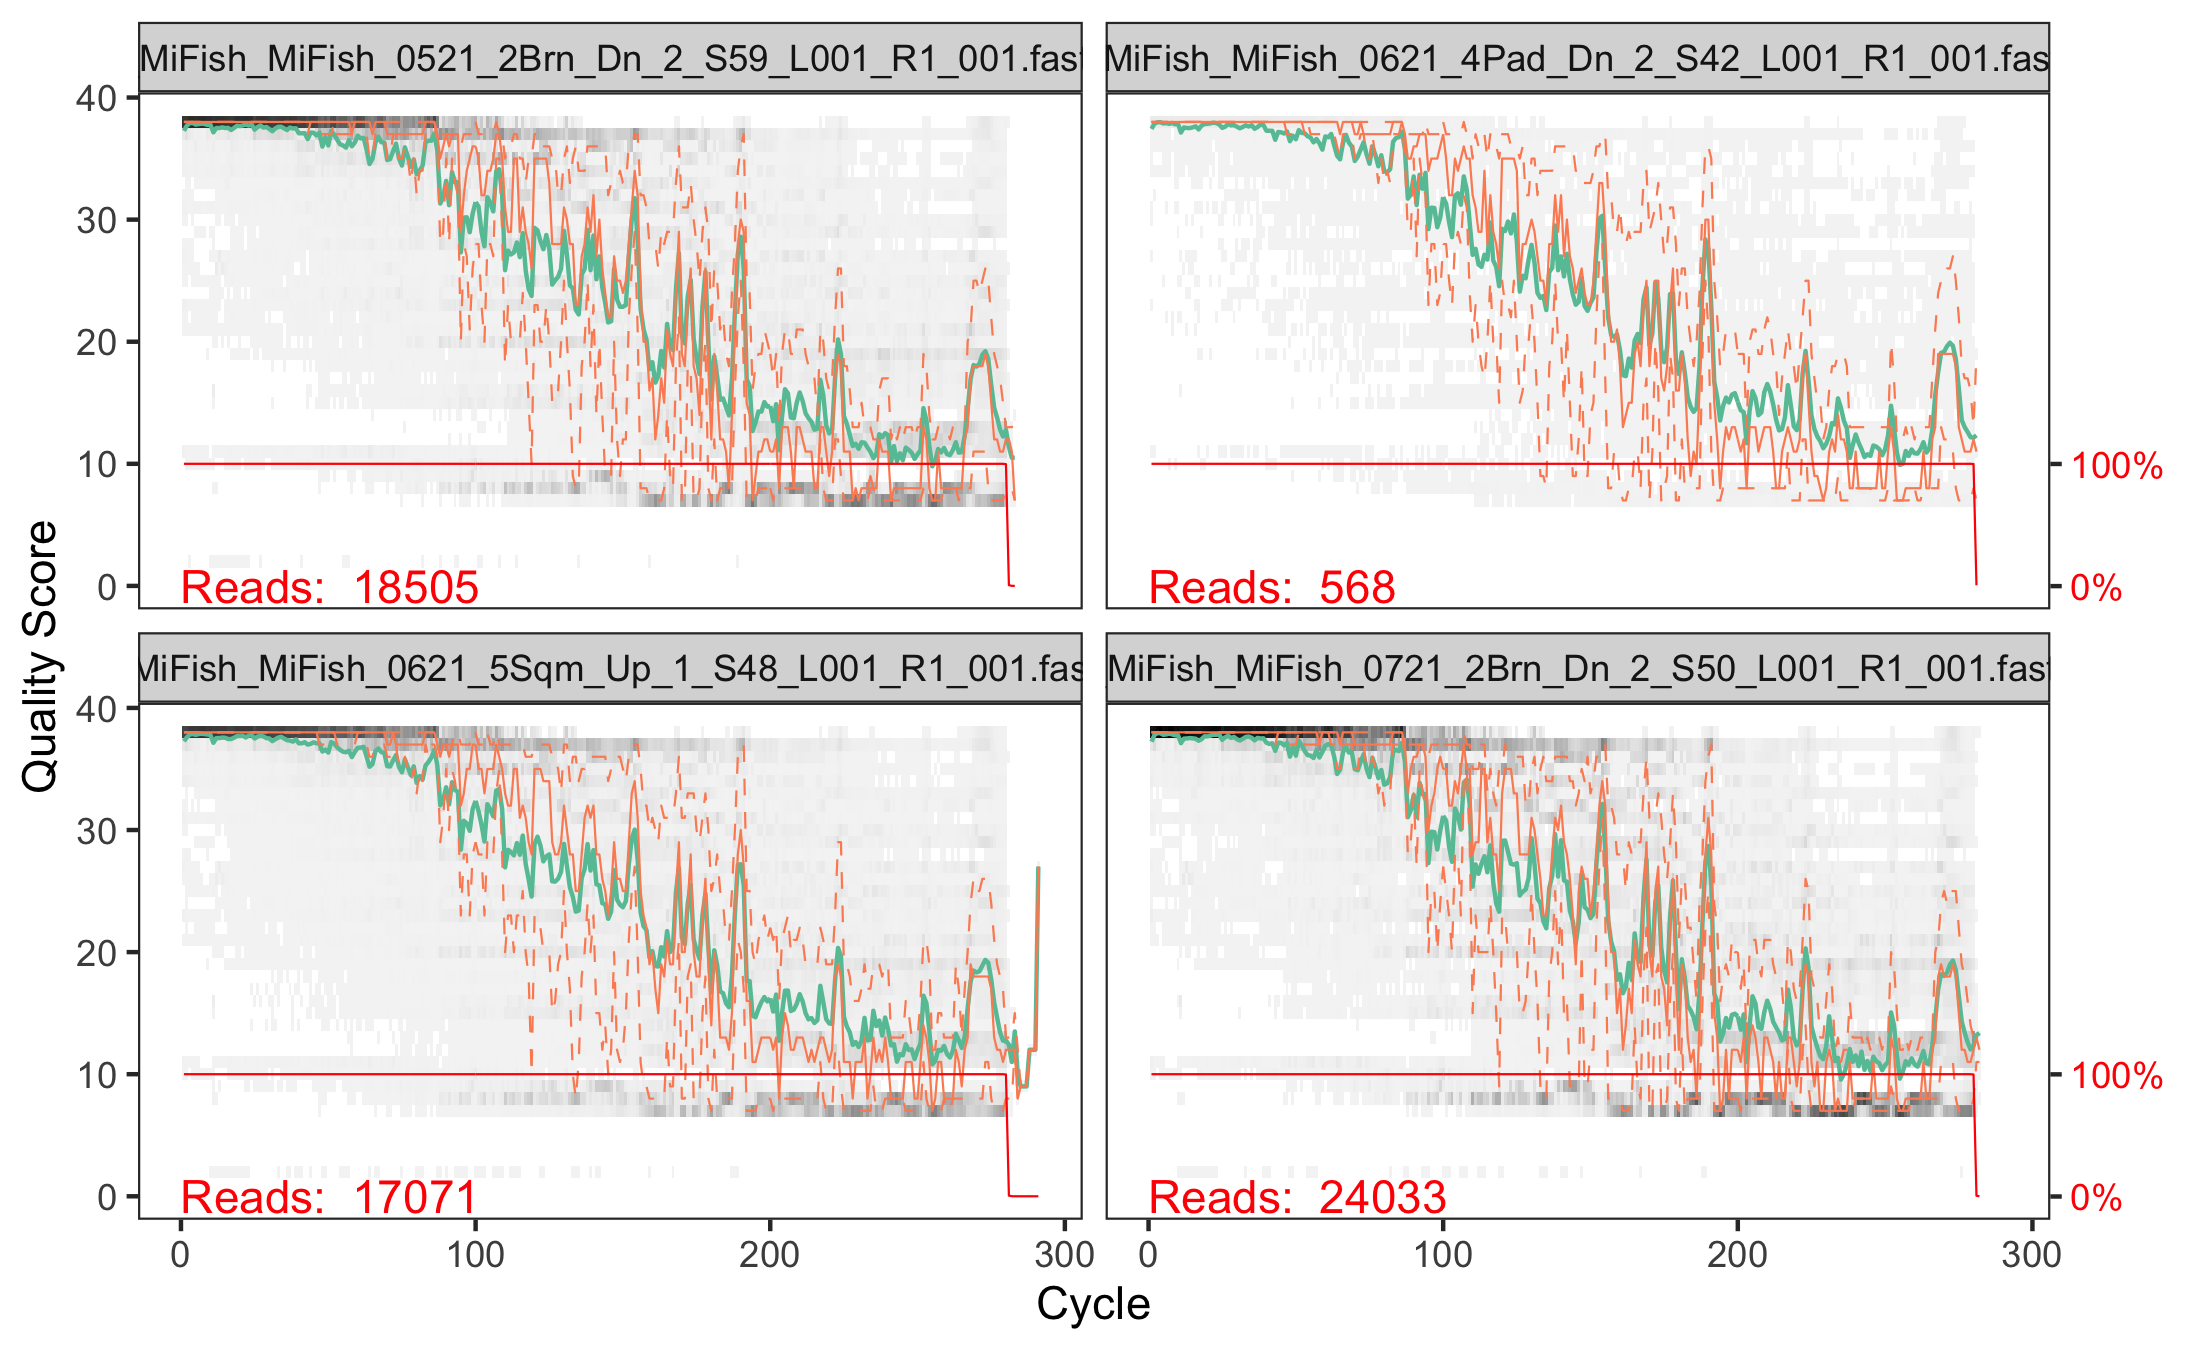 MiFish_MiFish_0521_2Brn_Dn_2_S59_L001_R1_001.fast
MiFish_MiFish_0621_4Pad_Dn_2_S42_L001_R1_001.fas
40
30
20
10
0
Reads: 18505
Reads: 568
100%
0%
MiFish_MiFish_0621_5Sqm_Up_1_S48_L001_R1_001.fas
MiFish_MiFish_0721_2Brn_Dn_2_S50_L001_R1_001.fast
40
30
20
10
0
Reads: 17071
Reads: 24033
100%
0%
0 100 200 300
0 100 200 300
Cycle
Quality Score